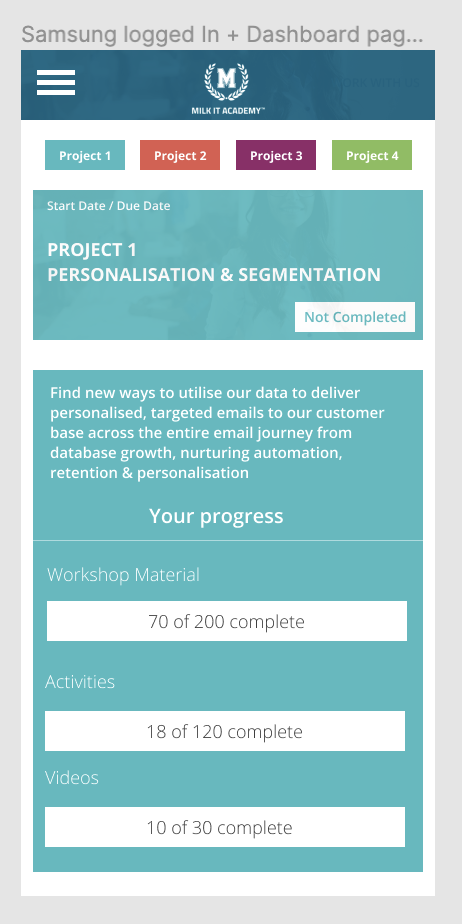 Samsung logged In + Dashboard pag...
M
MILK IT ACADEMY™
Project 1
Project 2
Project 3
Project 4
Start Date / Due Date
PROJECT 1
PERSONALISATION & SEGMENTATION
Not Completed
Find new ways to utilise our data to deliver
personalised, targeted emails to our customer
base across the entire email journey from
database growth, nurturing automation,
retention & personalisation
Your progress
Workshop Material
70 of 200 complete
Activities
18 of 120 complete
Videos
10 of 30 complete